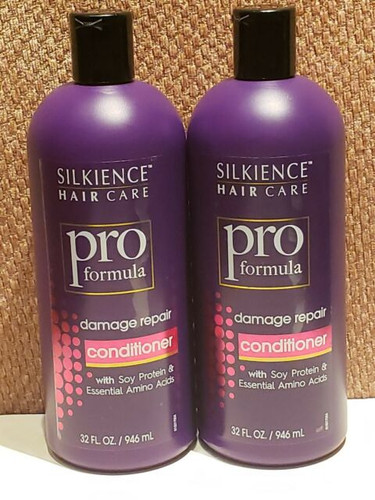 SILKIENCE™
HAIR CARE
pro
formula
damage repair
conditioner
with Soy Protein &
Essential Amino Acids
32 FL. OZ. / 946 mL
SILKIENCE™
HAIR CARE
pro
formula
damage repair
conditioner
with Soy Protein &
Essential Amino Acids
32 FL. OZ. / 946 mL